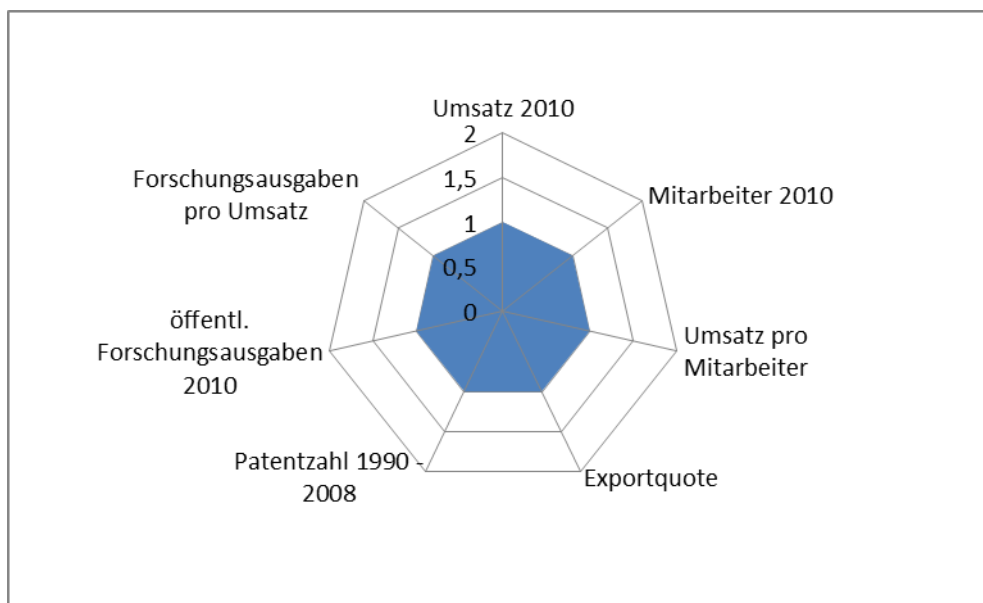 Umsatz 2010
2
1,5
1
0,5
0
Mitarbeiter 2010
Umsatz pro
Mitarbeiter
Exportquote
Patentzahl 1990 -
2008
öffentl.
Forschungsausgaben
2010
Forschungsausgaben
pro Umsatz